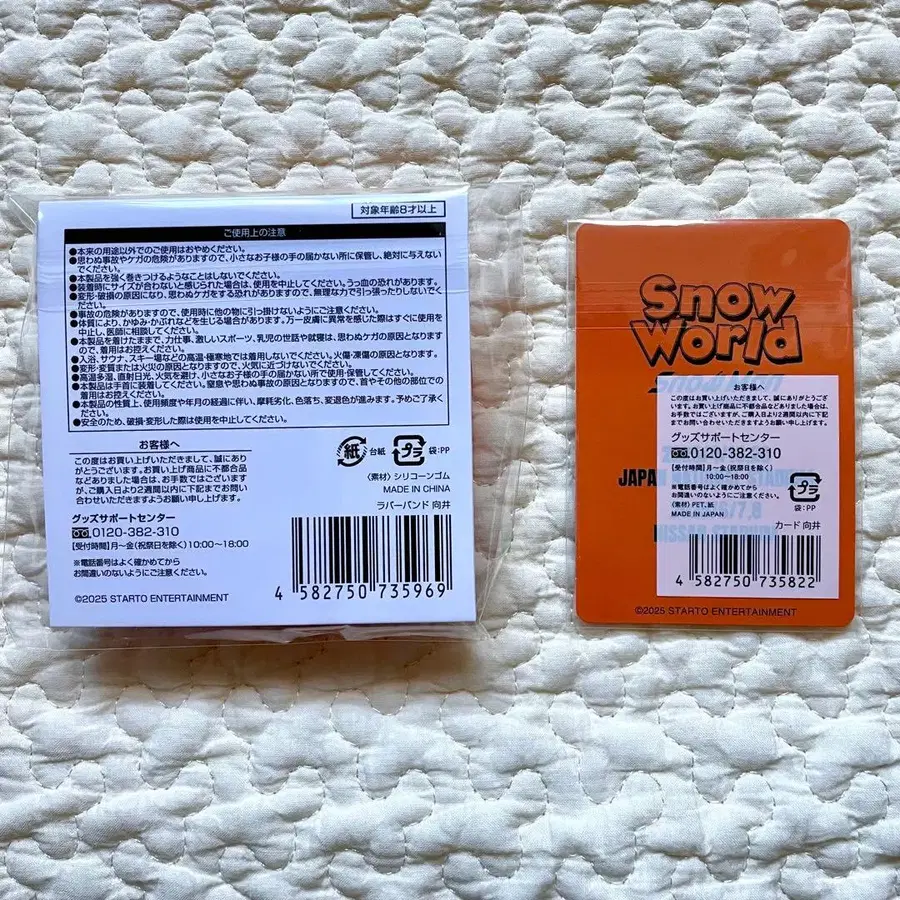 対象年齢8才以上
ご使用上の注意
●本来の用途以外でのご使用はおやめください。
●思わぬ事故やケガの危険がありますので、小さなお子様の手の届かない所に保管し、絶対に与えない
でください。
●本製品を強く巻きつけるようなことはしないでください。
●装着時にサイズが合わないと感じられた場合は、使用を中止してください。うっ血の恐れがあります。
●変形・破損の原因になり、思わぬケガをする恐れがありますので、無理な力で引っ張ったりしないでく
ださい。
●事故の危険がありますので、使用時に他の物に引っ掛けないようにご注意ください。
●体質により、かゆみ・かぶれなどを生じる場合があります。万一皮膚に異常を感じた際はすぐに使用を
中止し、医師に相談してください。
●本製品を着けたまま、力仕事、激しいスポーツ、乳児の世話や就寝は、思わぬケガの原因となります
ので、着用はお控えください。
●入浴、サウナ、スキー場などの高温・極寒地では着用しないでください。火傷・凍傷の原因となります。
●変形・変質または火災の原因となりますので、火気に近づけないでください。
●高温多湿、直射日光、火気を避け、小さなお子様の手の届かない所で使用・保管してください。
●本製品は手首に装着してください。窒息や思わぬ事故の原因となりますので、首やその他の部位での
着用はお控えください。
●本製品の性質上、使用頻度や年月の経過に伴い、摩耗劣化、色落ち、変退色が進みます。予めご了承く
ださい。
●安全のため、破損・変形した際は使用を中止してください。
お客様へ
この度はお買い上げいただきまして、誠にあり
がとうございます。お買い上げ商品に不都合品
などありました場合は、お手数ではございます
が、ご購入日より2週間以内に下記までお問い
合わせいただきますようお願い申し上げます。
グッズサポートセンター
0120-382-310
【受付時間】月～金(祝祭日を除く)10:00～18:00
※電話番号はよく確かめてから
お間違いのないようにご注意ください。
©2025 STARTO ENTERTAINMENT
紙 台紙 プラ 袋:PP
〈素材〉シリコーンゴム
MADE IN CHINA
ラバーバンド 向井
4 582750 735969
Snow
World
Snow Man
お客様へ
この度はお買い上げいただきまして、誠にありがとうござ
います。お買い上げ商品に不都合品などありました場合は、
お手数ではございますが、ご購入日より2週間以内に下記
までお問い合わせいただきますようお願い申し上げます。
グッズサポートセンター
0120-382-310
【受付時間】月～金(祝祭日を除く)
10:00～18:00
※電話番号はよく確かめてから
お間違いのないようにご注意ください。
〈素材〉PET、紙
MADE IN JAPAN
プラ
袋:PP
カード 向井
4 582750 735822
JAPA
NISSAN STADIUM
©2025 STARTO ENTERTAINMENT